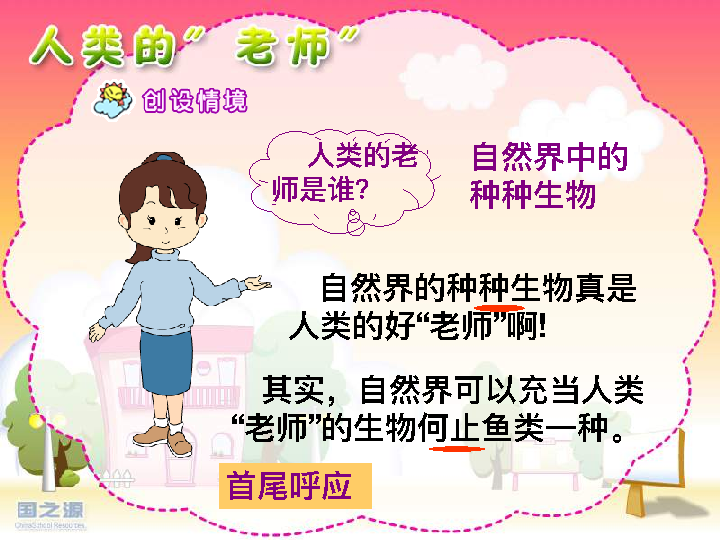 人类的"老师"
创设情境
人类的老
师是谁?
自然界中的
种种生物
自然界的种种生物真是
人类的好“老师”啊!
其实，自然界可以充当人类
“老师”的生物何止鱼类一种。
首尾呼应
国之源